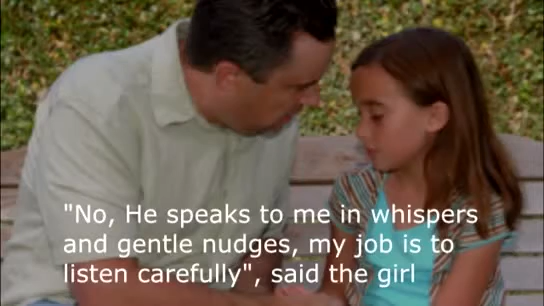 "No, He speaks to me in whispers
and gentle nudges, my job is to
listen carefully", said the girl